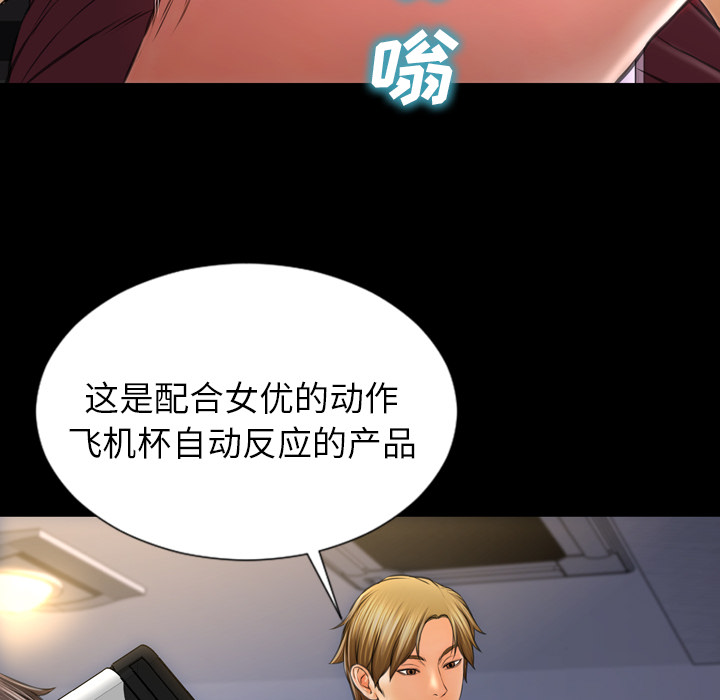 嗡
这是配合女优的动作
飞机杯自动反应的产品